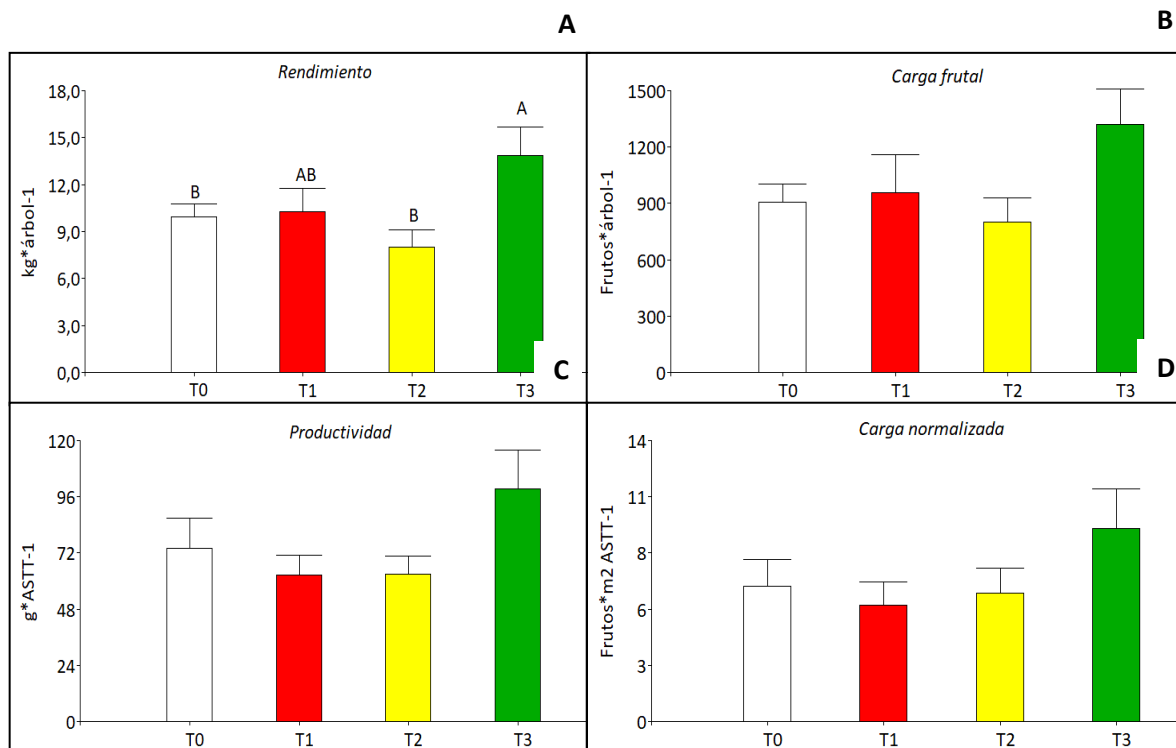 A
B
Rendimiento
18,0
15,0
12,0
9,0
6,0
3,0
0,0
kg*árbol-1
B
AB
B
A
T0 T1 T2 T3
Carga frutal
1500
1200
900
600
300
0
Frutos*árbol-1
T0 T1 T2 T3
C
D
Productividad
120
96
72
48
24
0
g*ASTT-1
T0 T1 T2 T3
Carga normalizada
14
11
8
6
3
0
Frutos*m2 ASTT-1
T0 T1 T2 T3